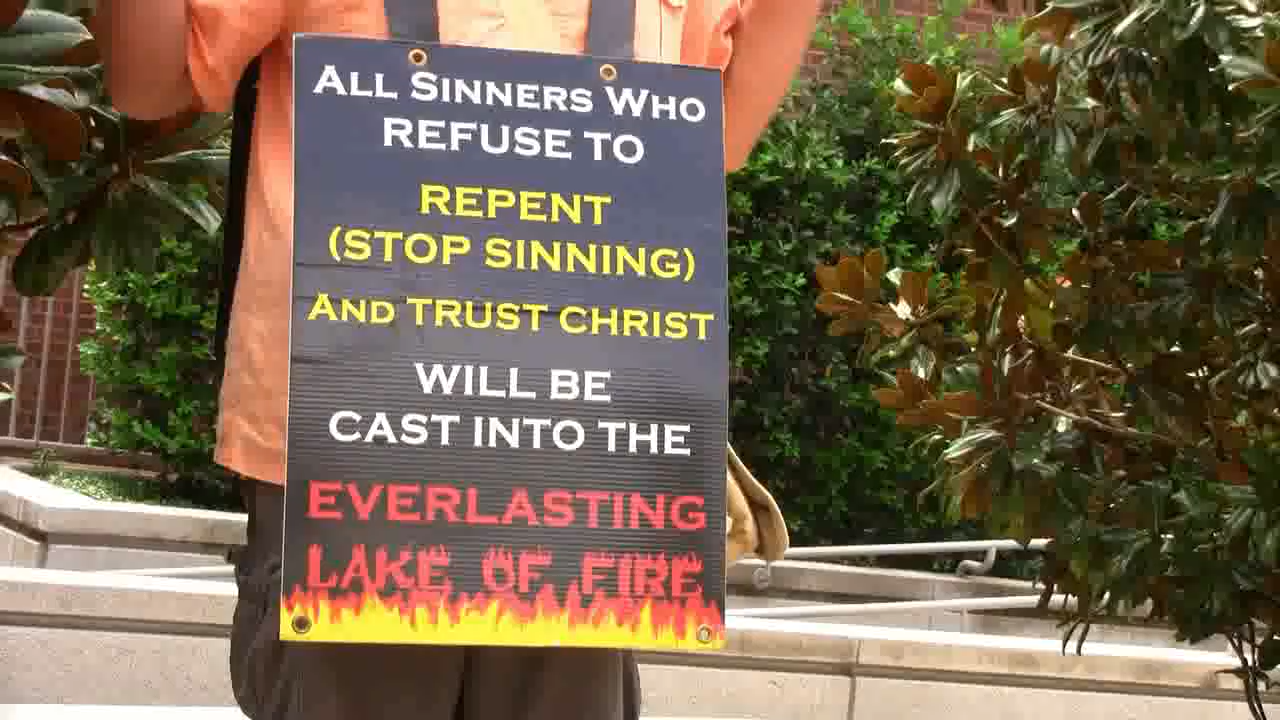 ALL SINNERS WHO
REFUSE TO
REPENT
(STOP SINNING)
AND TRUST CHRIST
WILL BE
CAST INTO THE
EVERLASTING
LAKE OF FIRE